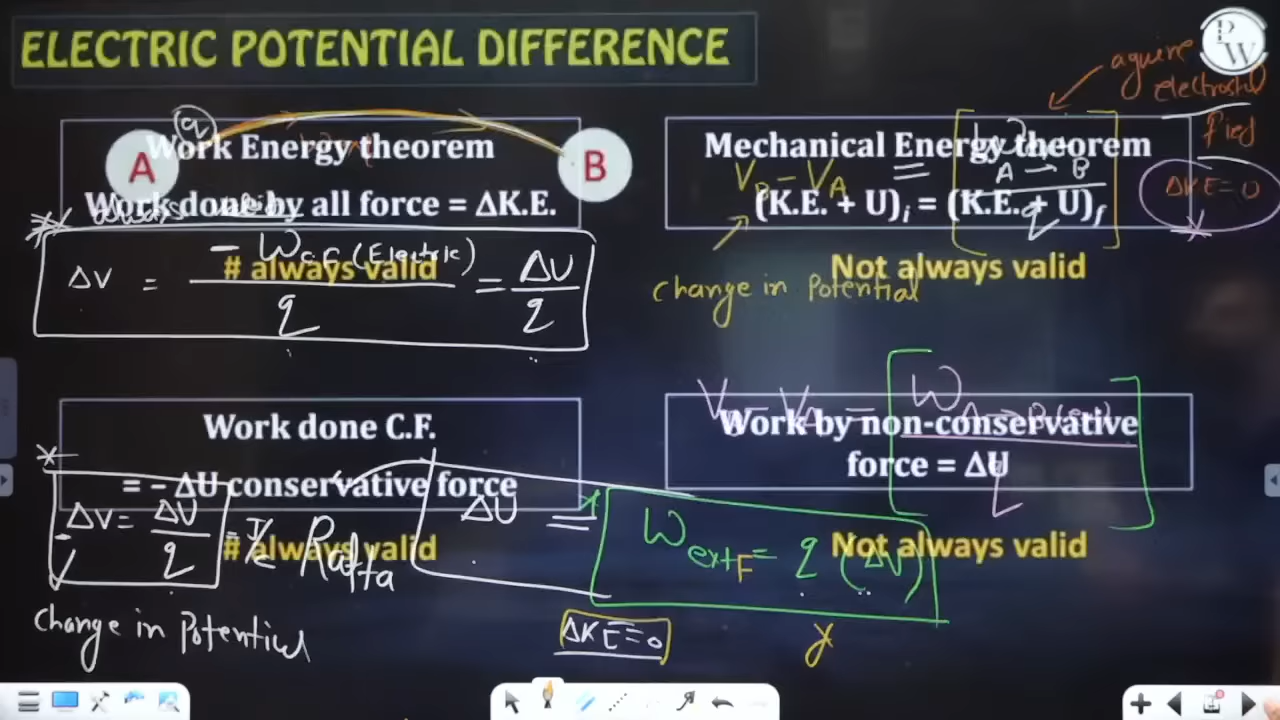 ELECTRIC POTENTIAL DIFFERENCE
PW
aquire
field
q
A
B
Work Energy theorem
Work done by all force = ΔK.E.
# always valid
ΔV = - W C.F (Electric) / q = ΔU / q
Mechanical Energy theorem
(K.E. + U)i = (K.E. + U)f
Not always valid
V_B - V_A =
A → B
q
ΔKE = 0
change in Potential
Work done C.F.
= - ΔU conservative force
# always valid
ΔV = ΔU / q = J/C Ratta
change in Potential
Work by non-conservative
force = ΔU
Not always valid
ΔU =
W ext F = q (ΔV)
ΔKE = 0